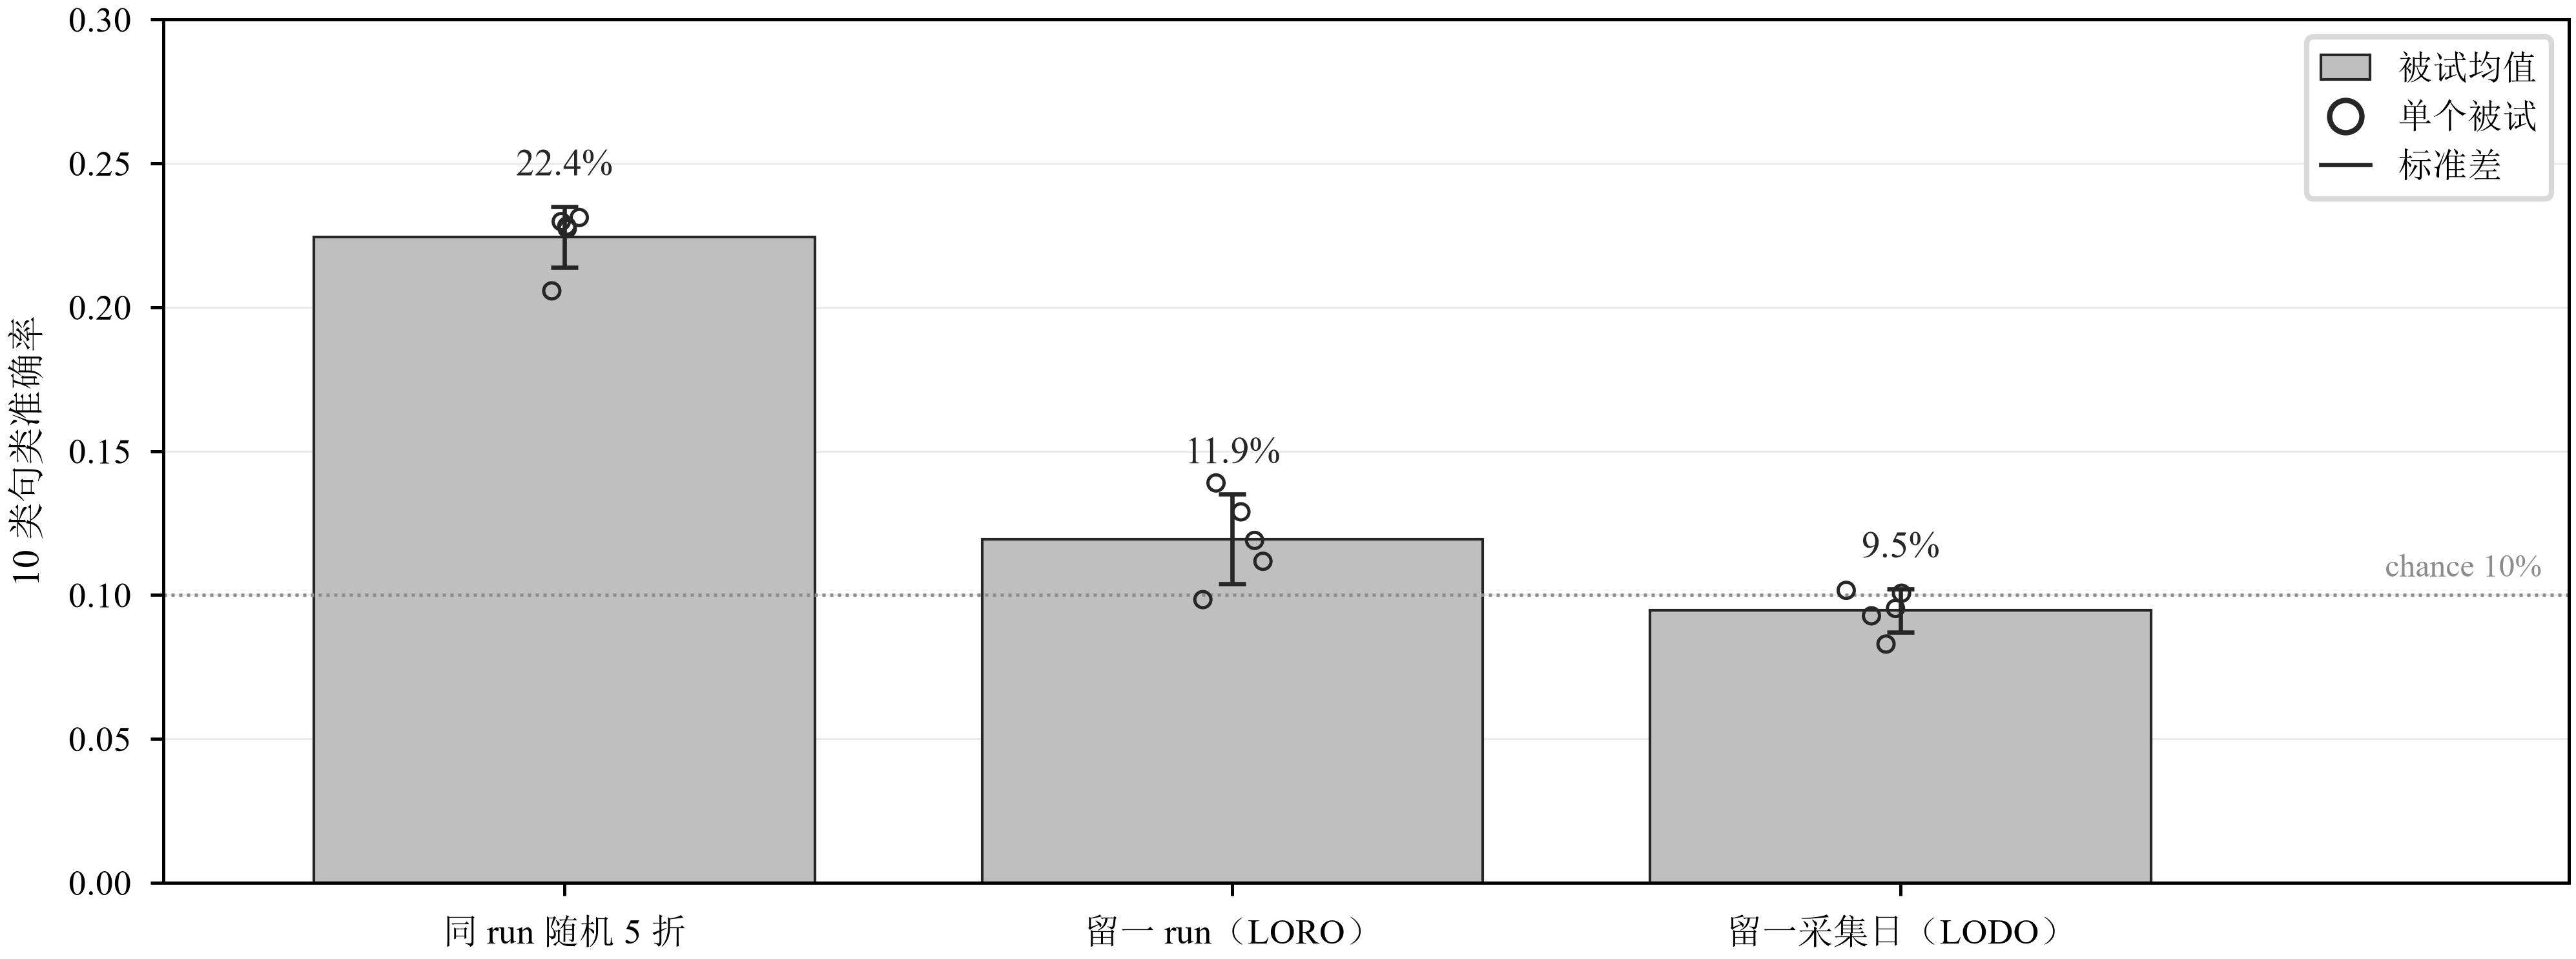 0.30
0.25
0.20
0.15
0.10
0.05
0.00
10 类句类准确率
22.4%
11.9%
9.5%
chance 10%
被试均值
单个被试
标准差
同 run 随机 5 折
留一 run（LORO）
留一采集日（LODO）